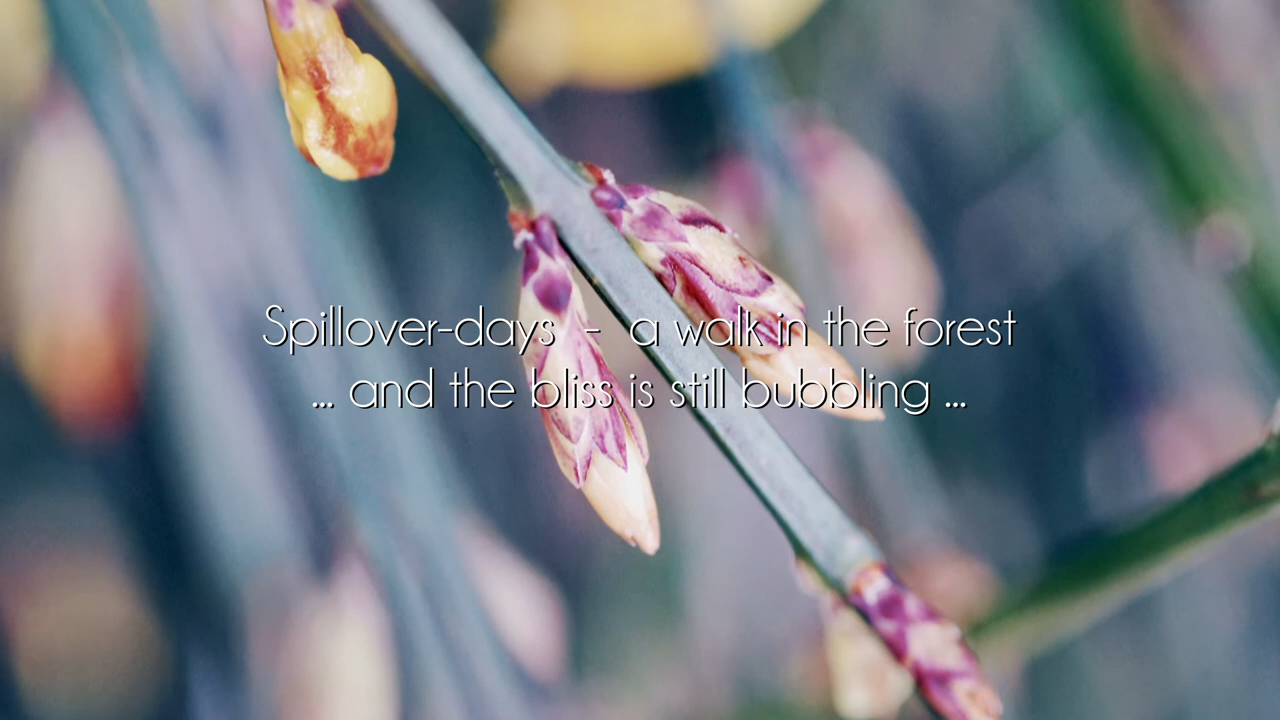 Spillover-days - a walk in the forest
... and the bliss is still bubbling ...